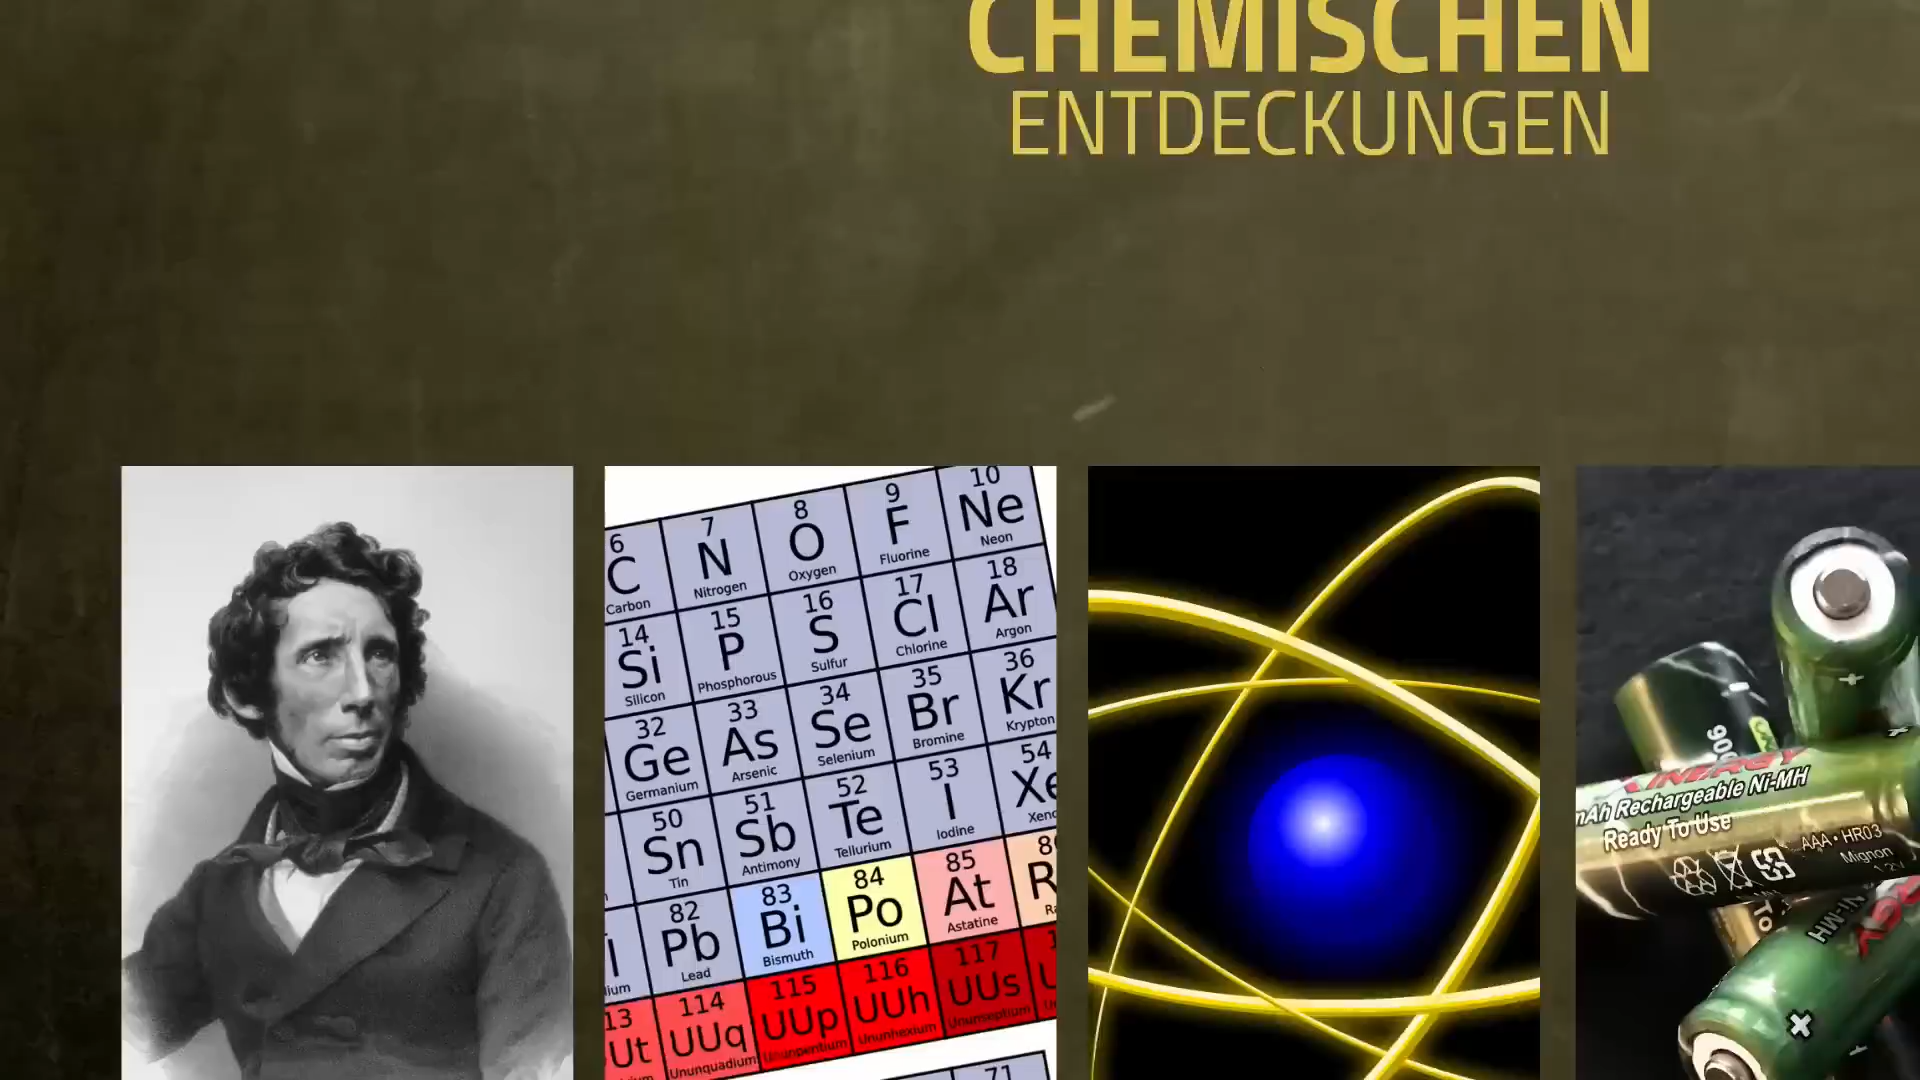 CHEMISCHEN
ENTDECKUNGEN
6 7 8 9 10
C N O F Ne
Carbon Nitrogen Oxygen Fluorine Neon
14 15 16 17 18
Si P S Cl Ar
Silicon Phosphorous Sulfur Chlorine Argon
32 33 34 35 36
Ge As Se Br Kr
Germanium Arsenic Selenium Bromine Krypton
50 51 52 53 54
Sn Sb Te I Xe
Tin Antimony Tellurium Iodine Xeno
82 83 84 85
Pb Bi Po At R
Lead Bismuth Polonium Astatine
13 114 115 116 117
Ut UUq UUp UUh UUs
Ununquadium Ununpentium Ununhexium Ununseptium
71
mAh Rechargeable Ni-MH
Ready To Use
AAA • HR03
Mignon
Ni-MH